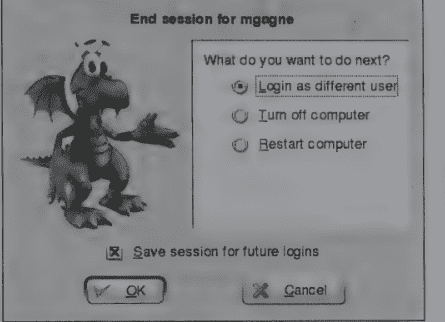 End session for mgagne
What do you want to do next?
Login as different user
Turn off computer
Restart computer
Save session for future logins
OK
Cancel